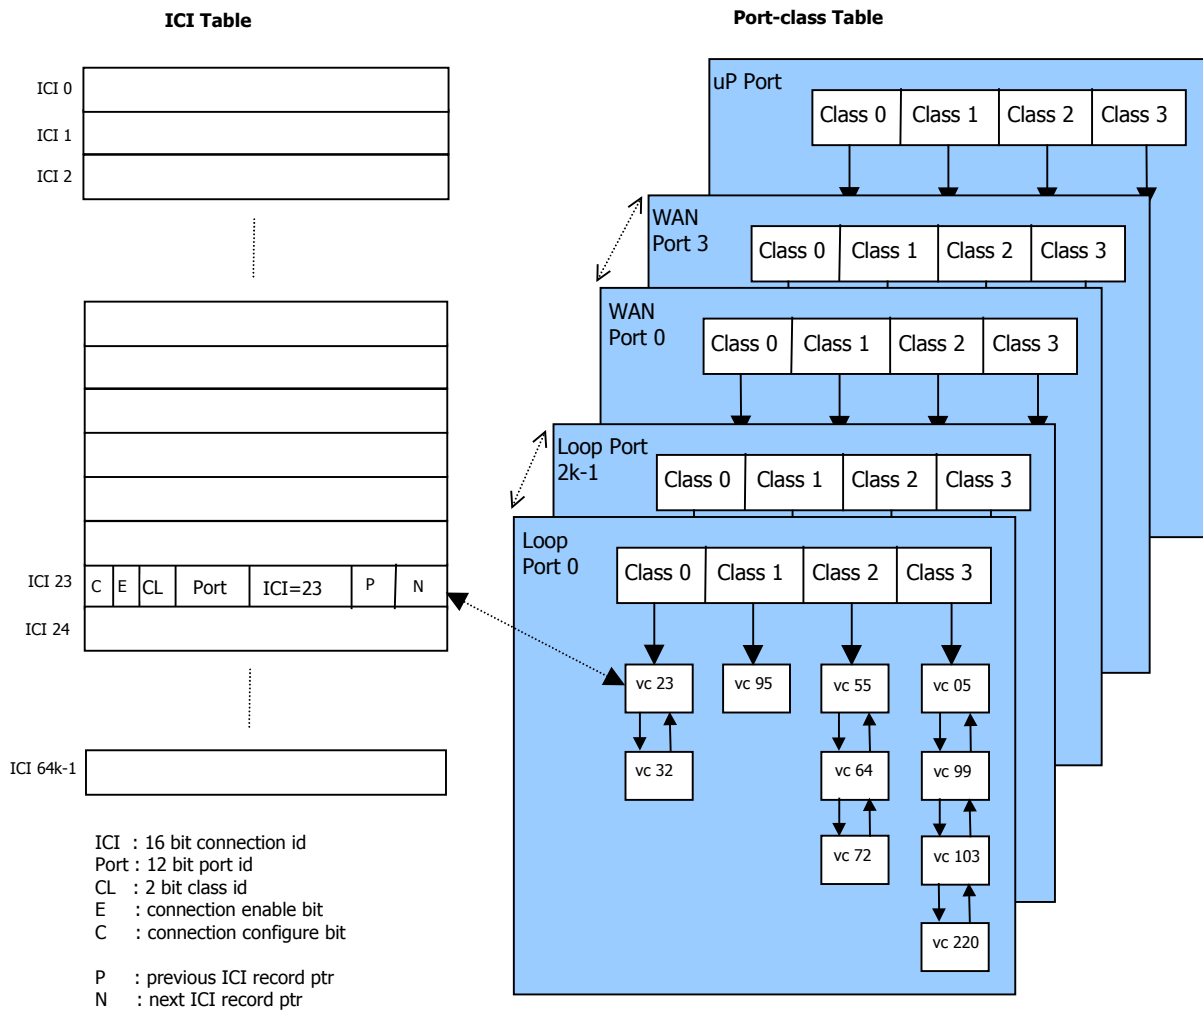 ICI Table
ICI 0
ICI 1
ICI 2
ICI 23
C E CL Port ICI=23 P N
ICI 24
ICI 64k-1
ICI : 16 bit connection id
Port : 12 bit port id
CL : 2 bit class id
E : connection enable bit
C : connection configure bit
P : previous ICI record ptr
N : next ICI record ptr
Port-class Table
uP Port
Class 0 Class 1 Class 2 Class 3
WAN
Port 3
Class 0 Class 1 Class 2 Class 3
WAN
Port 0
Class 0 Class 1 Class 2 Class 3
Loop Port
2k-1
Class 0 Class 1 Class 2 Class 3
Loop
Port 0
Class 0 Class 1 Class 2 Class 3
vc 23 vc 95 vc 55 vc 05
vc 32 vc 64 vc 99
vc 72 vc 103
vc 220